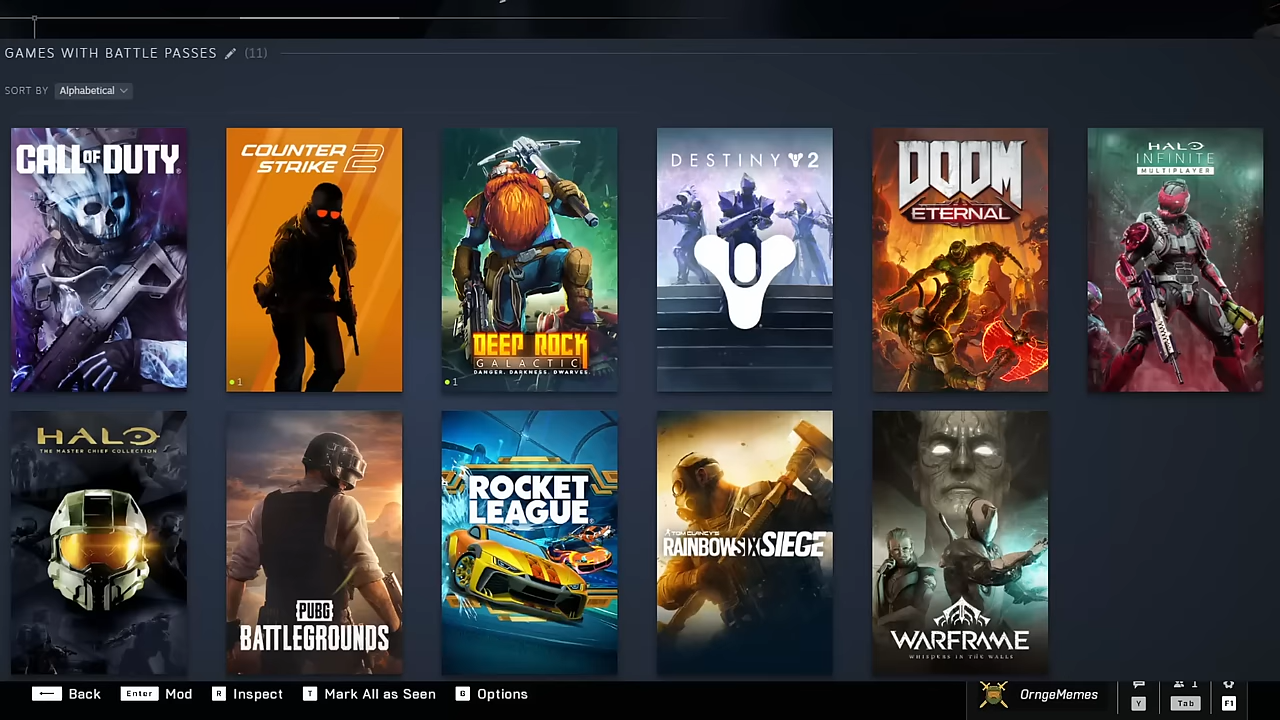 GAMES WITH BATTLE PASSES (11)
SORT BY Alphabetical
CALL OF DUTY
COUNTER
STRIKE 2
1
DEEP ROCK
GALACTIC
DANGER. DARKNESS. DWARVES.
1
DESTINY 2
DOOM
ETERNAL
HALO
INFINITE
MULTIPLAYER
HALO
THE MASTER CHIEF COLLECTION
PUBG
BATTLEGROUNDS
ROCKET
LEAGUE
TOM CLANCY'S
RAINBOW SIX SIEGE
WARFRAME
WHISPERS IN THE WALLS
Back
Enter Mod
R Inspect
T Mark All as Seen
G Options
OrngeMemes
Y
1
Tab
F1